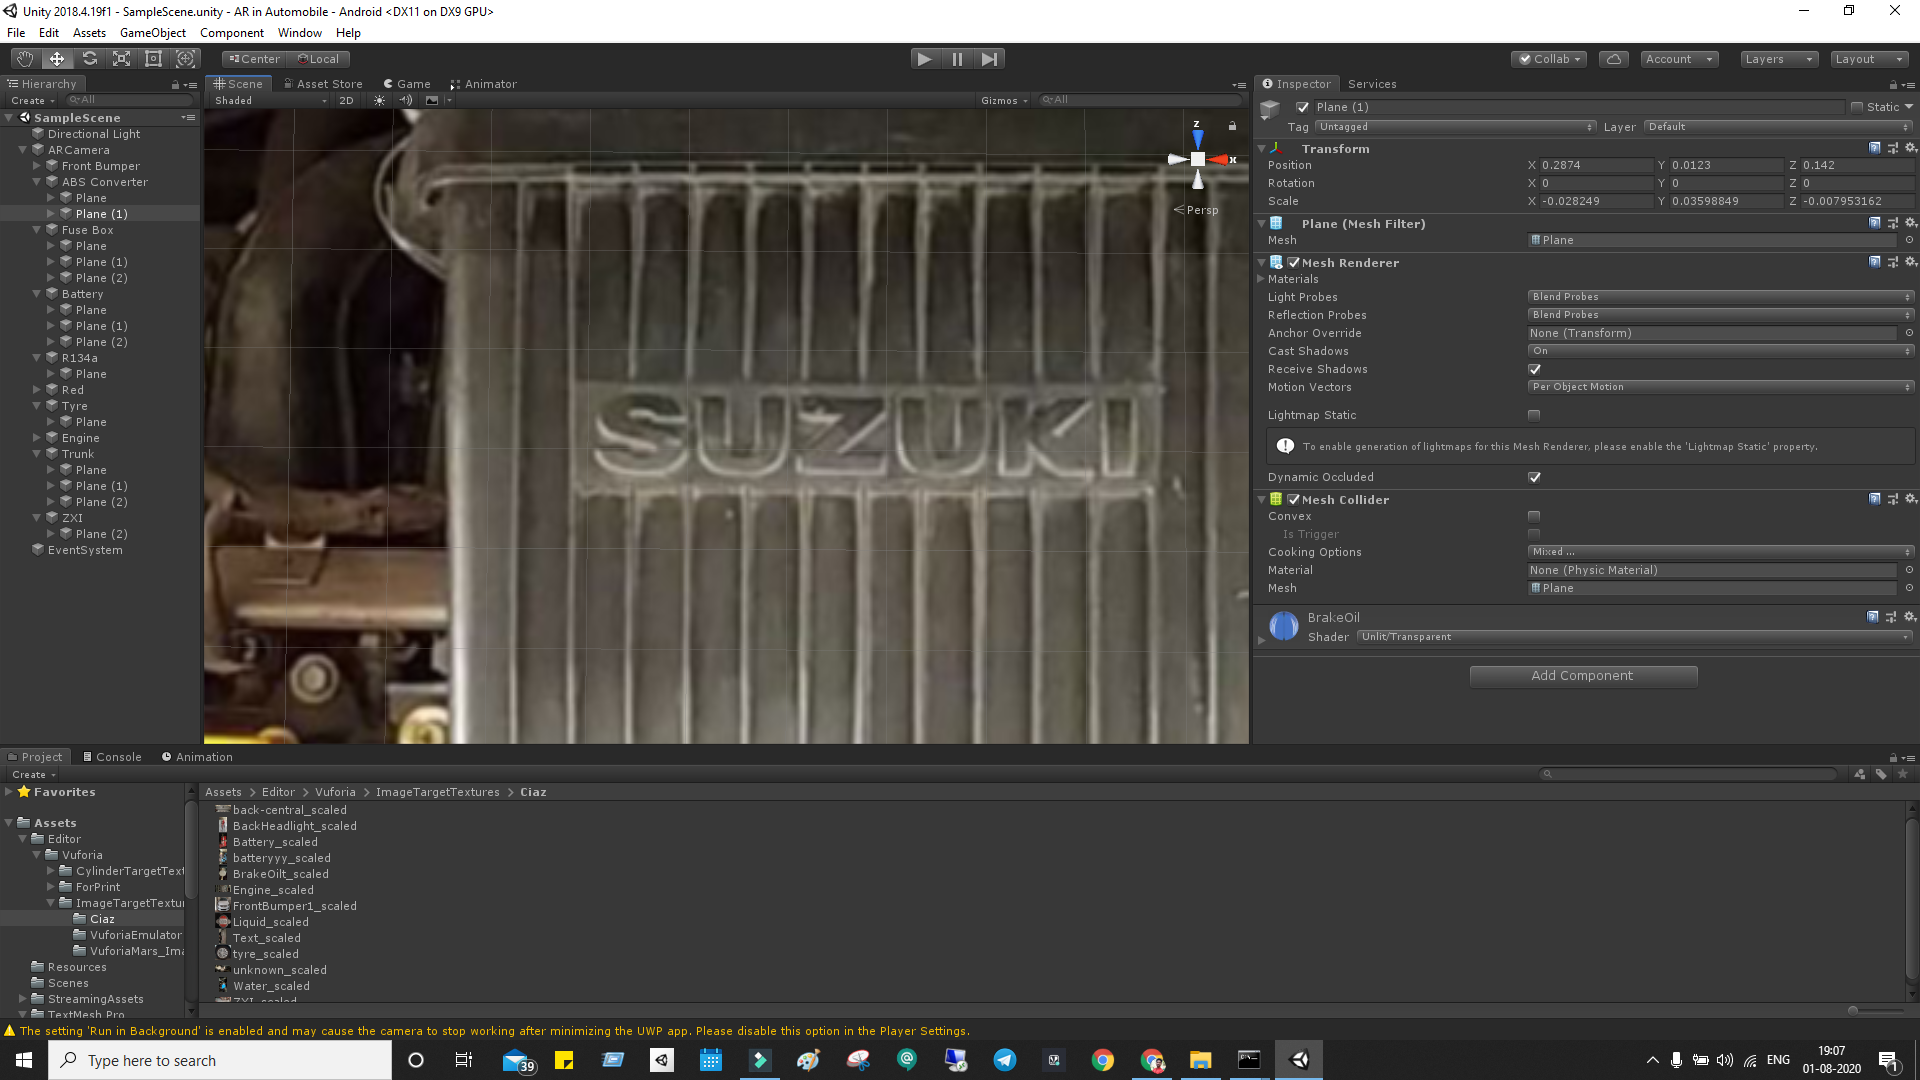 Unity 2018.4.19f1 - SampleScene.unity - AR in Automobile - Android <DX11 on DX9 GPU>
File Edit Assets GameObject Component Window Help
Center Local
Collab Account Layers Layout
Hierarchy
Create All
SampleScene
Directional Light
ARCamera
Front Bumper
ABS Converter
Plane
Plane (1)
Fuse Box
Plane
Plane (1)
Plane (2)
Battery
Plane
Plane (1)
Plane (2)
R134a
Plane
Red
Tyre
Plane
Engine
Trunk
Plane
Plane (1)
Plane (2)
ZXI
Plane (2)
EventSystem
Scene Asset Store Game Animator
Shaded 2D Gizmos All
z
x
Persp
SUZUKI
Inspector Services
Plane (1) Static
Tag Untagged Layer Default
Transform
Position X 0.2874 Y 0.0123 Z 0.142
Rotation X 0 Y 0 Z 0
Scale X -0.028249 Y 0.03598849 Z -0.007953162
Plane (Mesh Filter)
Mesh Plane
Mesh Renderer
Materials
Light Probes Blend Probes
Reflection Probes Blend Probes
Anchor Override None (Transform)
Cast Shadows On
Receive Shadows
Motion Vectors Per Object Motion
Lightmap Static
To enable generation of lightmaps for this Mesh Renderer, please enable the 'Lightmap Static' property.
Dynamic Occluded
Mesh Collider
Convex
Is Trigger
Cooking Options Mixed ...
Material None (Physic Material)
Mesh Plane
BrakeOil
Shader Unlit/Transparent
Add Component
Project Console Animation
Create
Favorites
Assets
Editor
Vuforia
CylinderTargetText
ForPrint
ImageTargetTextur
Ciaz
VuforiaEmulator
VuforiaMars_Ima
Resources
Scenes
StreamingAssets
TextMesh Pro
Assets > Editor > Vuforia > ImageTargetTextures > Ciaz
back-central_scaled
BackHeadlight_scaled
Battery_scaled
batteryyy_scaled
BrakeOilt_scaled
Engine_scaled
FrontBumper1_scaled
Liquid_scaled
Text_scaled
tyre_scaled
unknown_scaled
Water_scaled
ZXI_scaled
The setting 'Run in Background' is enabled and may cause the camera to stop working after minimizing the UWP app. Please disable this option in the Player Settings.
Type here to search
39
ENG
19:07
01-08-2020
1